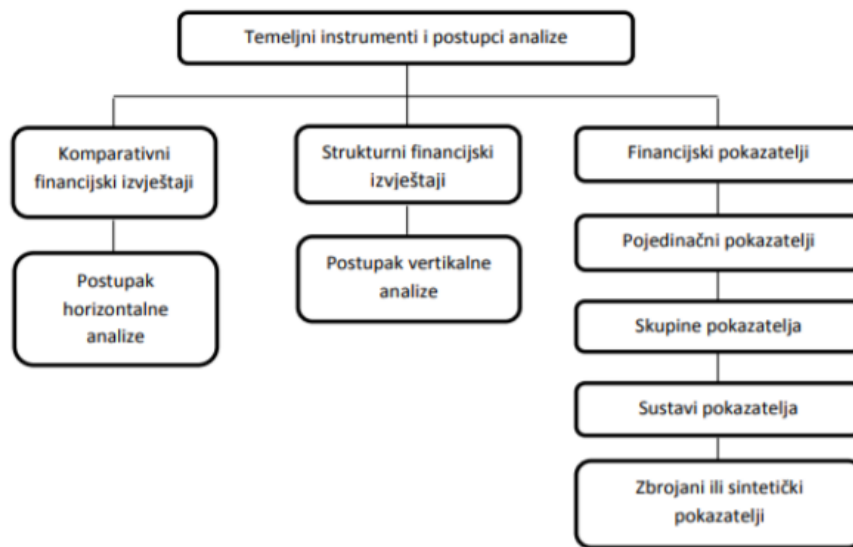 Temeljni instrumenti i postupci analize
Komparativni
financijski izvještaji
Postupak
horizontalne
analize
Strukturni financijski
izvještaji
Postupak vertikalne
analize
Financijski pokazatelji
Pojedinačni pokazatelji
Skupine pokazatelja
Sustavi pokazatelja
Zbrojani ili sintetički
pokazatelji